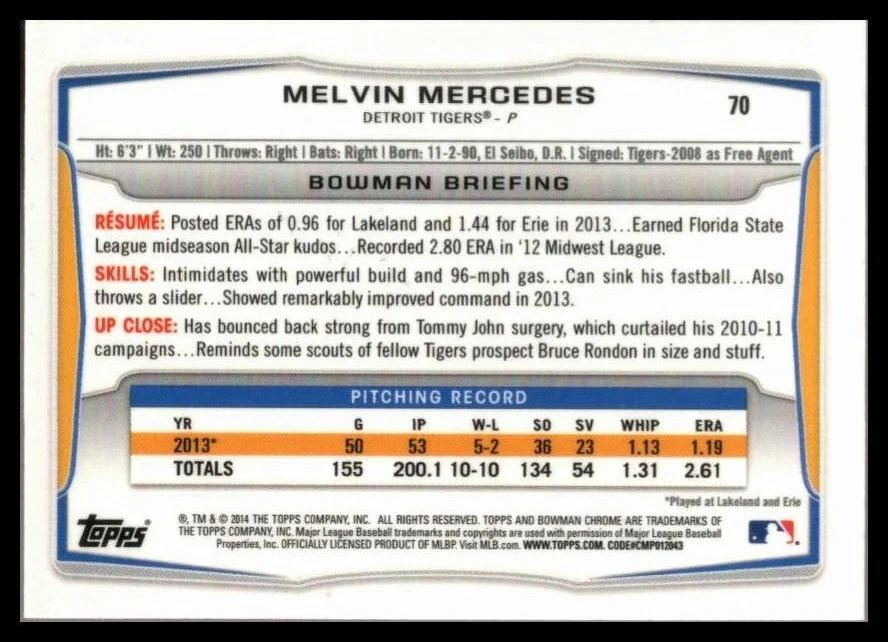 MELVIN MERCEDES
DETROIT TIGERS® - P
70
Ht: 6'3" | Wt: 250 | Throws: Right | Bats: Right | Born: 11-2-90, El Seibo, D.R. | Signed: Tigers-2008 as Free Agent
BOWMAN BRIEFING
RÉSUMÉ: Posted ERAs of 0.96 for Lakeland and 1.44 for Erie in 2013...Earned Florida State
League midseason All-Star kudos...Recorded 2.80 ERA in '12 Midwest League.
SKILLS: Intimidates with powerful build and 96-mph gas...Can sink his fastball...Also
throws a slider...Showed remarkably improved command in 2013.
UP CLOSE: Has bounced back strong from Tommy John surgery, which curtailed his 2010-11
campaigns...Reminds some scouts of fellow Tigers prospect Bruce Rondon in size and stuff.
PITCHING RECORD
YR G IP W-L SO SV WHIP ERA
2013* 50 53 5-2 36 23 1.13 1.19
TOTALS 155 200.1 10-10 134 54 1.31 2.61
*Played at Lakeland and Erie
Topps
®, TM & © 2014 THE TOPPS COMPANY, INC. ALL RIGHTS RESERVED. TOPPS AND BOWMAN CHROME ARE TRADEMARKS OF
THE TOPPS COMPANY, INC. Major League Baseball trademarks and copyrights are used with permission of Major League Baseball
Properties, Inc. OFFICIALLY LICENSED PRODUCT OF MLBP. Visit MLB.com. WWW.TOPPS.COM. CODE#CMP012043